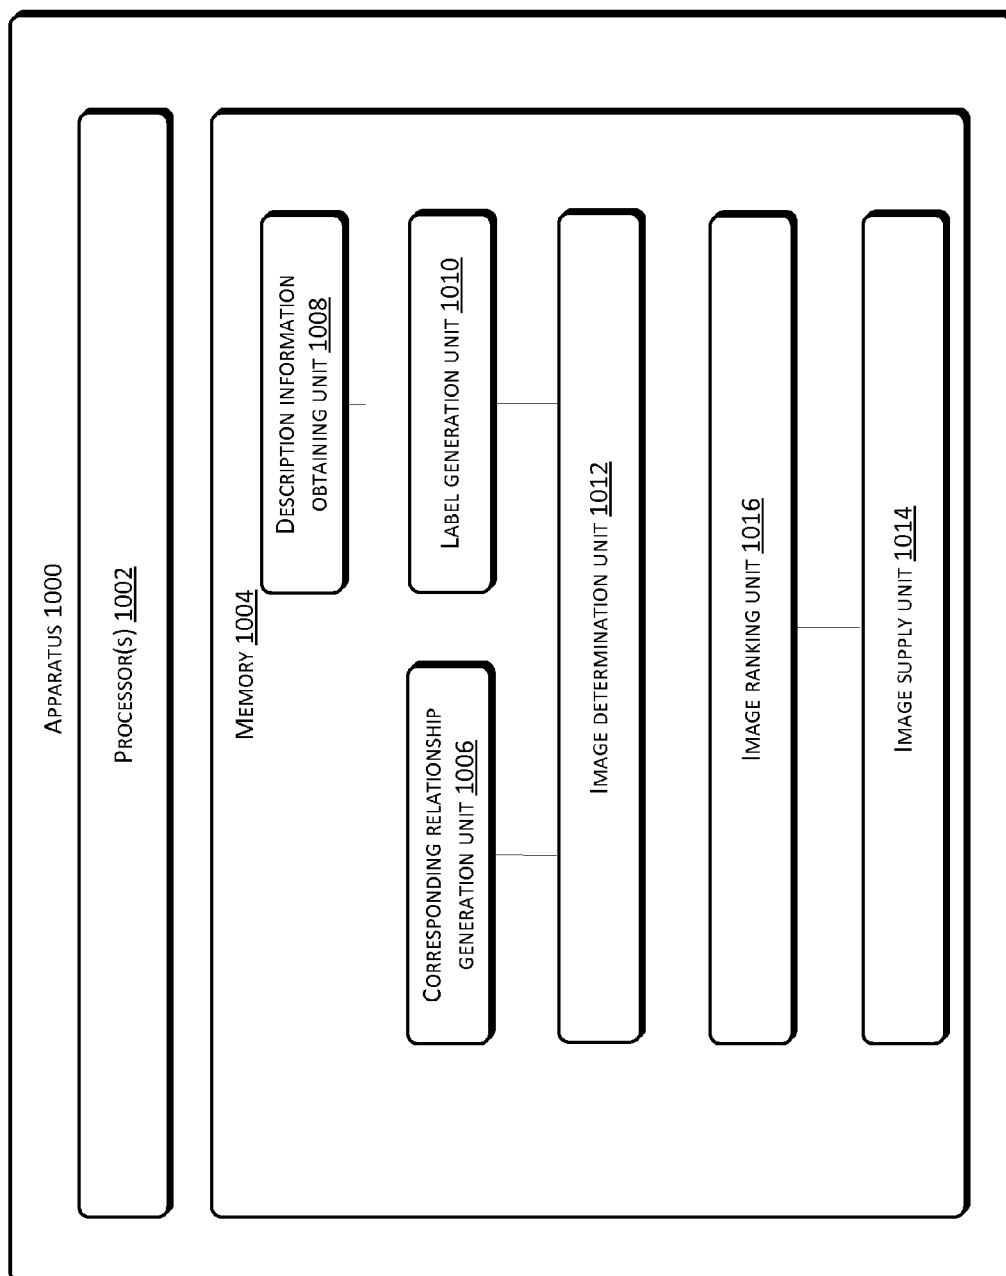 APPARATUS 1000
PROCESSOR(S) 1002
MEMORY 1004
DESCRIPTION INFORMATION
OBTAINING UNIT 1008
CORRESPONDING RELATIONSHIP
GENERATION UNIT 1006
LABEL GENERATION UNIT 1010
IMAGE DETERMINATION UNIT 1012
IMAGE RANKING UNIT 1016
IMAGE SUPPLY UNIT 1014